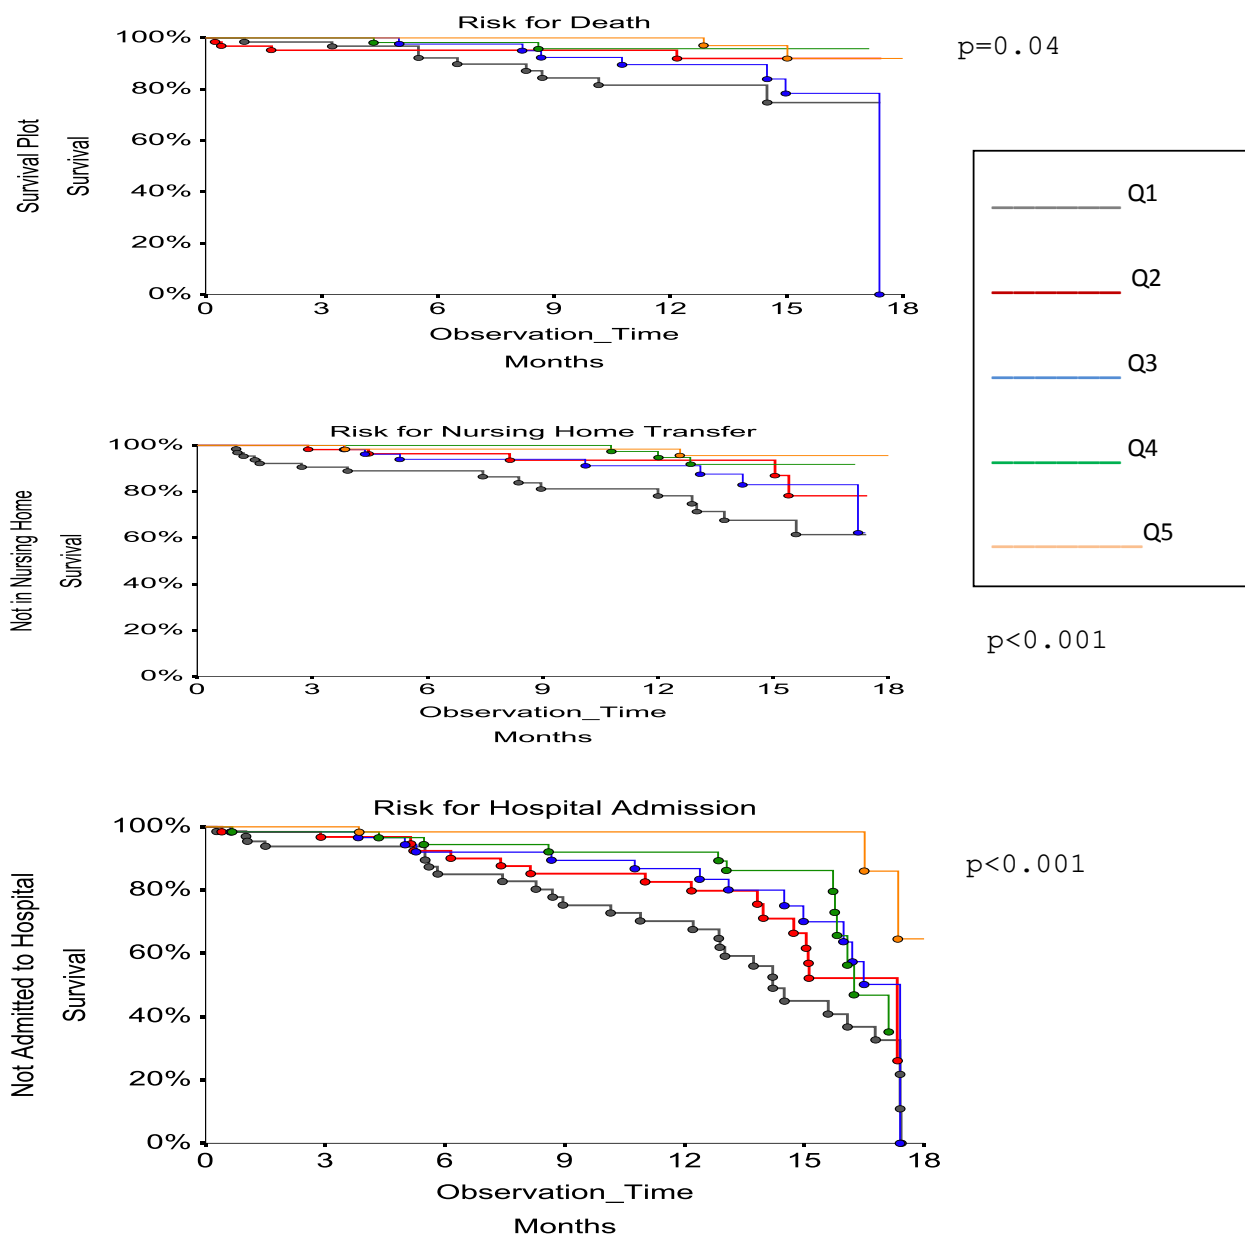 Risk for Death
p=0.04
100%
80%
60%
40%
20%
0%
Survival Plot
Survival
0 3 6 9 12 15 18
Observation_Time
Months
Q1
Q2
Q3
Q4
Q5
Risk for Nursing Home Transfer
100%
80%
60%
40%
20%
0%
Not in Nursing Home
Survival
0 3 6 9 12 15 18
Observation_Time
Months
p<0.001
Risk for Hospital Admission
p<0.001
100%
80%
60%
40%
20%
0%
Not Admitted to Hospital
Survival
0 3 6 9 12 15 18
Observation_Time
Months